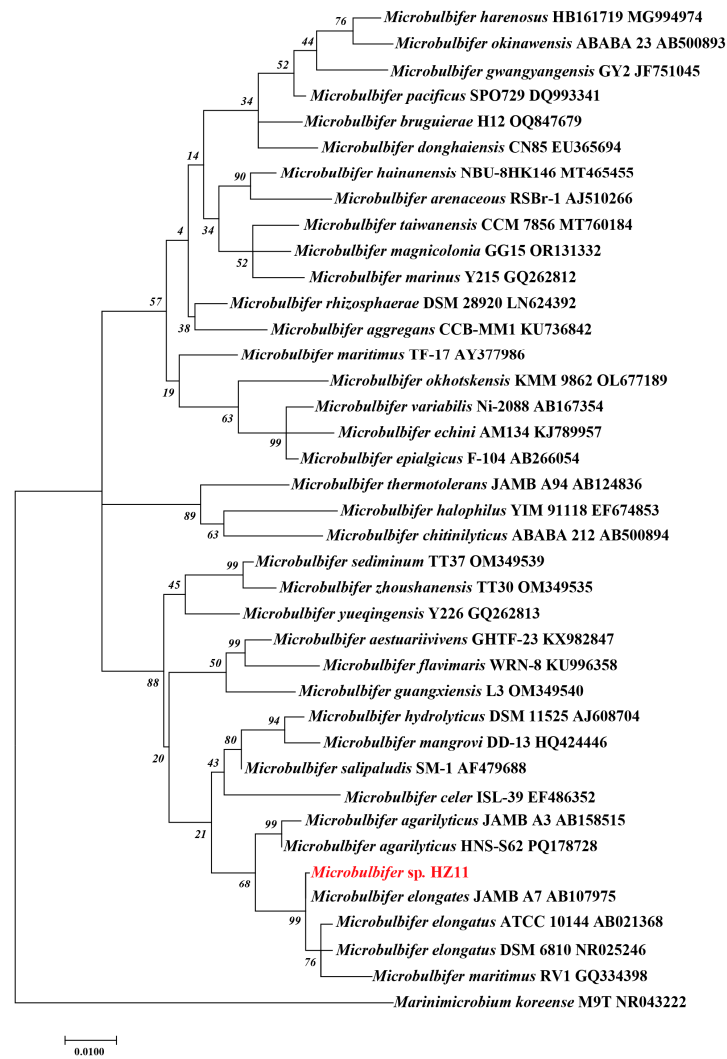 76
Microbulbifer harenosus HB161719 MG994974
44
Microbulbifer okinawensis ABABA 23 AB500893
52
Microbulbifer gwangyangensis GY2 JF751045
Microbulbifer pacificus SPO729 DQ993341
34
Microbulbifer bruguierae H12 OQ847679
Microbulbifer donghaiensis CN85 EU365694
14
90
Microbulbifer hainanensis NBU-8HK146 MT465455
Microbulbifer arenaceous RSBr-1 AJ510266
34
Microbulbifer taiwanensis CCM 7856 MT760184
4
Microbulbifer magnicolonia GG15 OR131332
52
Microbulbifer marinus Y215 GQ262812
57
Microbulbifer rhizosphaerae DSM 28920 LN624392
38
Microbulbifer aggregans CCB-MM1 KU736842
Microbulbifer maritimus TF-17 AY377986
19
Microbulbifer okhotskensis KMM 9862 OL677189
63
Microbulbifer variabilis Ni-2088 AB167354
99
Microbulbifer echini AM134 KJ789957
Microbulbifer epialgicus F-104 AB266054
Microbulbifer thermotolerans JAMB A94 AB124836
89
Microbulbifer halophilus YIM 91118 EF674853
63
Microbulbifer chitinilyticus ABABA 212 AB500894
99
Microbulbifer sediminum TT37 OM349539
45
Microbulbifer zhoushanensis TT30 OM349535
Microbulbifer yueqingensis Y226 GQ262813
99
Microbulbifer aestuariivivens GHTF-23 KX982847
50
Microbulbifer flavimaris WRN-8 KU996358
88
Microbulbifer guangxiensis L3 OM349540
94
Microbulbifer hydrolyticus DSM 11525 AJ608704
80
Microbulbifer mangrovi DD-13 HQ424446
20
43
Microbulbifer salipaludis SM-1 AF479688
Microbulbifer celer ISL-39 EF486352
21
99
Microbulbifer agarilyticus JAMB A3 AB158515
Microbulbifer agarilyticus HNS-S62 PQ178728
68
Microbulbifer sp. HZ11
Microbulbifer elongates JAMB A7 AB107975
99
Microbulbifer elongatus ATCC 10144 AB021368
Microbulbifer elongatus DSM 6810 NR025246
76
Microbulbifer maritimus RV1 GQ334398
Marinimicrobium koreense M9T NR043222
0.0100